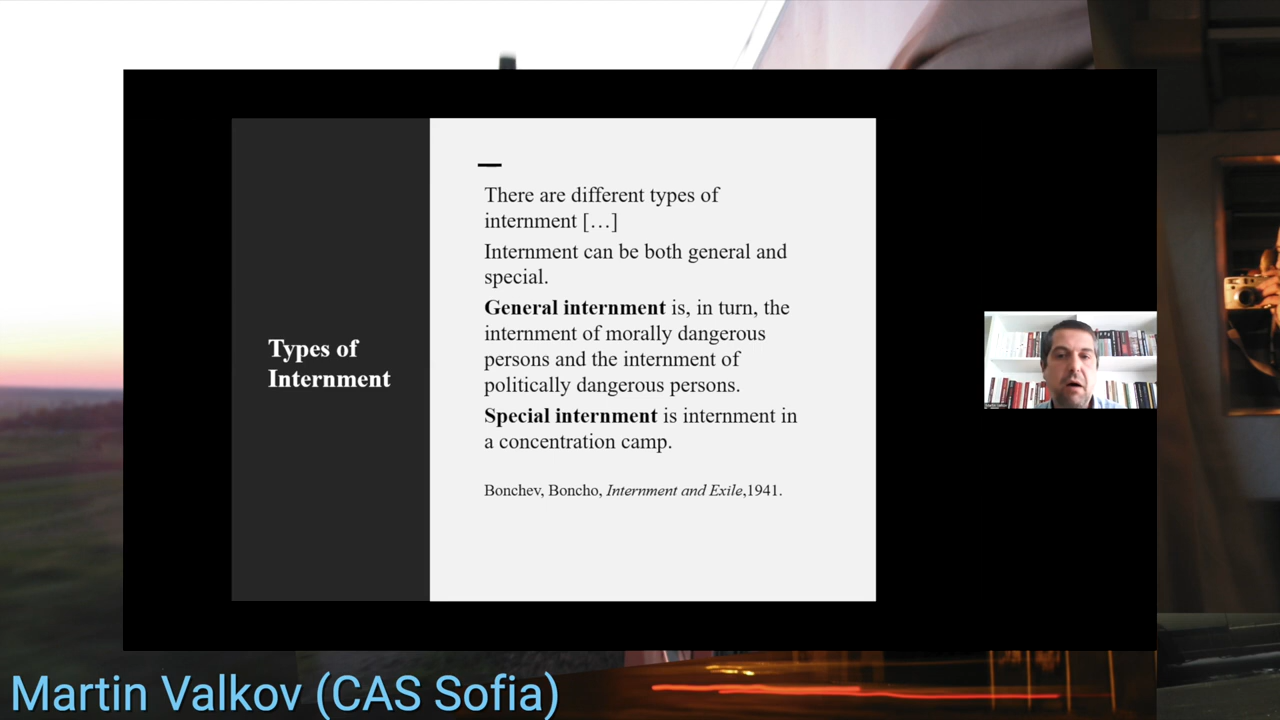 Types of
Internment
There are different types of
internment […]
Internment can be both general and
special.
General internment is, in turn, the
internment of morally dangerous
persons and the internment of
politically dangerous persons.
Special internment is internment in
a concentration camp.
Bonchev, Boncho, Internment and Exile,1941.
Martin Valkov (CAS Sofia)